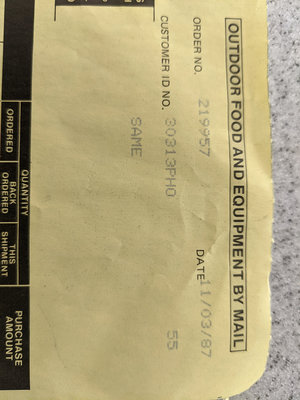 OUTDOOR FOOD AND EQUIPMENT BY MAIL
ORDER NO. 219957 DATE 11/03/87
CUSTOMER ID NO. 30313PHO 55
SAME
QUANTITY
ORDERED BACK ORDERED THIS SHIPMENT
PURCHASE AMOUNT